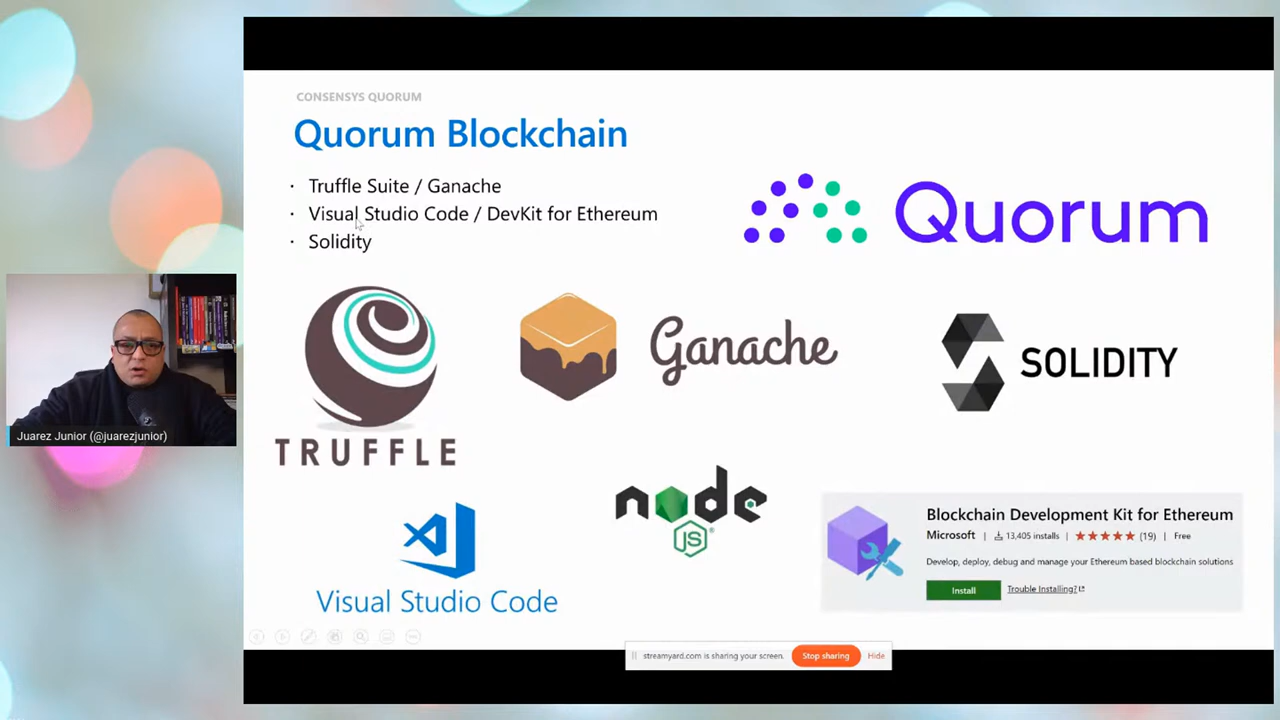 CONSENSYS QUORUM
Quorum Blockchain
· Truffle Suite / Ganache
· Visual Studio Code / DevKit for Ethereum
· Solidity
Quorum
TRUFFLE
Ganache
SOLIDITY
Visual Studio Code
node
JS
Blockchain Development Kit for Ethereum
Microsoft | 13,405 installs | ★★★★★ (19) | Free
Develop, deploy, debug and manage your Ethereum based blockchain solutions
Install Trouble Installing?
Juarez Junior (@juarezjunior)
streamyard.com is sharing your screen. Stop sharing Hide